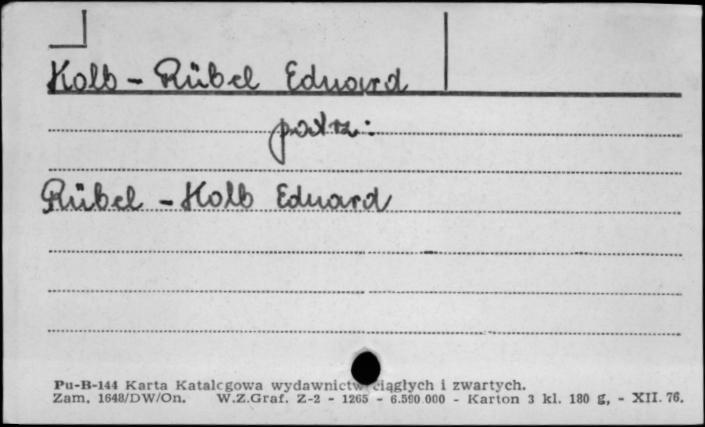 Kolb - Rübel Eduard
patrz:
Rübel - Kolb Eduard
Pu-B-144 Karta Katalogowa wydawnictw ciągłych i zwartych.
Zam. 1648/DW/On. W.Z.Graf. Z-2 - 1265 - 6.590.000 - Karton 3 kl. 180 g, - XII. 76.